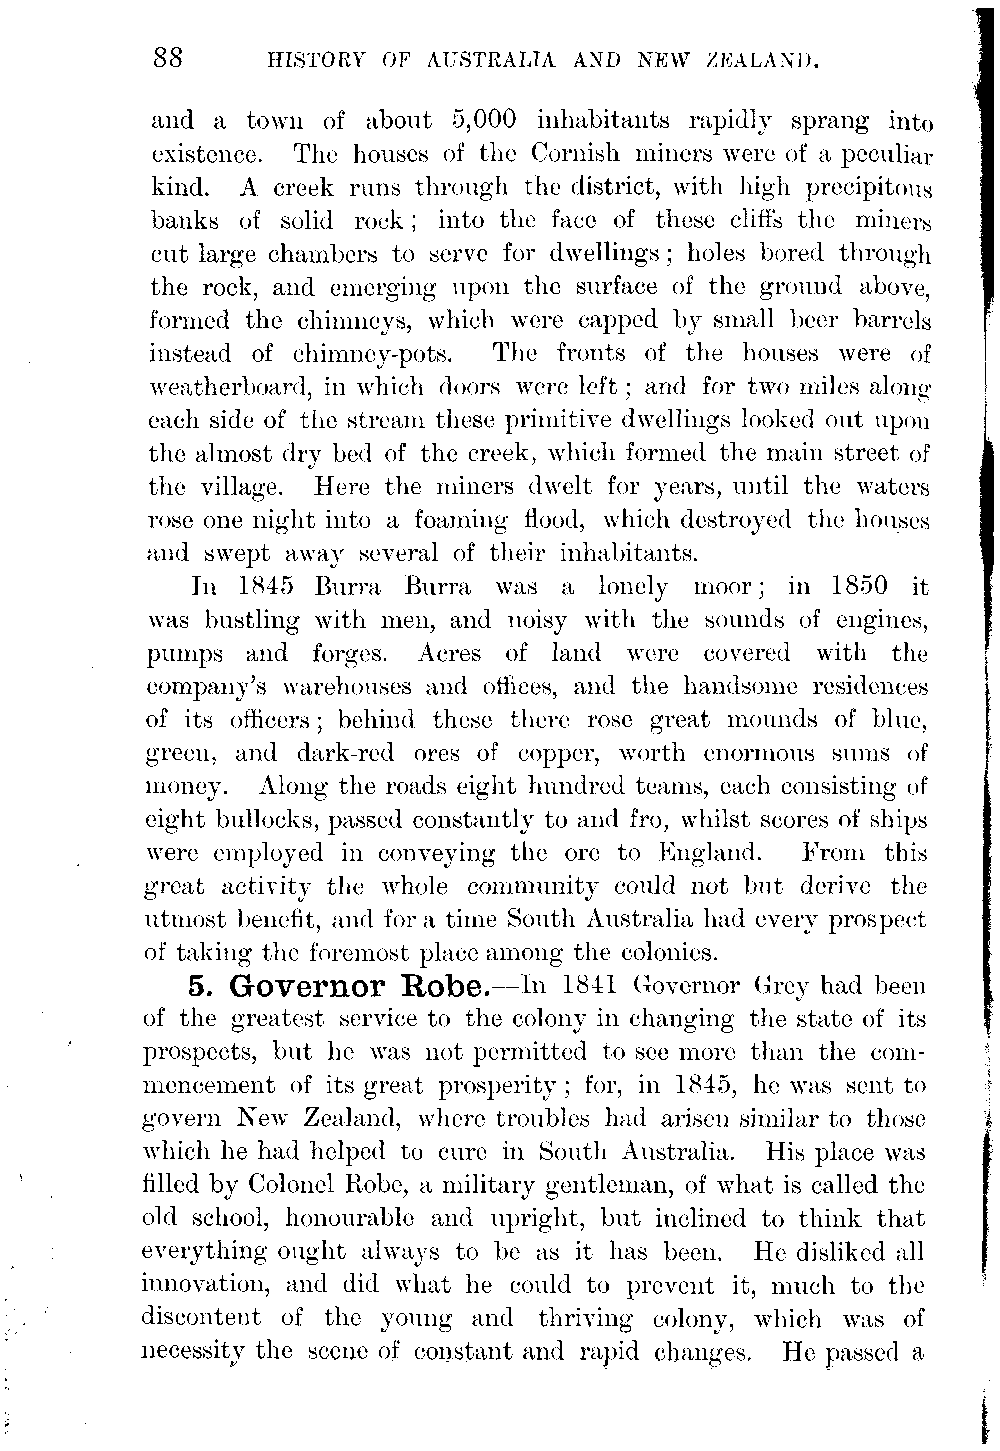 88 HISTORY OF AUSTRALIA AND NEW ZEALAND.
and a town of about 5,000 inhabitants rapidly sprang into
existence. The houses of the Cornish miners were of a peculiar
kind. A creek runs through the district, with high precipitous
banks of solid rock; into the face of these cliffs the miners
cut large chambers to serve for dwellings; holes bored through
the rock, and emerging upon the surface of the ground above,
formed the chimneys, which were capped by small beer barrels
instead of chimney-pots. The fronts of the houses were of
weatherboard, in which doors were left; and for two miles along
each side of the stream these primitive dwellings looked out upon
the almost dry bed of the creek, which formed the main street of
the village. Here the miners dwelt for years, until the waters
rose one night into a foaming flood, which destroyed the houses
and swept away several of their inhabitants.
In 1845 Burra Burra was a lonely moor; in 1850 it
was bustling with men, and noisy with the sounds of engines,
pumps and forges. Acres of land were covered with the
company's warehouses and offices, and the handsome residences
of its officers; behind these there rose great mounds of blue,
green, and dark-red ores of copper, worth enormous sums of
money. Along the roads eight hundred teams, each consisting of
eight bullocks, passed constantly to and fro, whilst scores of ships
were employed in conveying the ore to England. From this
great activity the whole community could not but derive the
utmost benefit, and for a time South Australia had every prospect
of taking the foremost place among the colonies.
5. Governor Robe.—In 1841 Governor Grey had been
of the greatest service to the colony in changing the state of its
prospects, but he was not permitted to see more than the com-
mencement of its great prosperity; for, in 1845, he was sent to
govern New Zealand, where troubles had arisen similar to those
which he had helped to cure in South Australia. His place was
filled by Colonel Robe, a military gentleman, of what is called the
old school, honourable and upright, but inclined to think that
everything ought always to be as it has been. He disliked all
innovation, and did what he could to prevent it, much to the
discontent of the young and thriving colony, which was of
necessity the scene of constant and rapid changes. He passed a